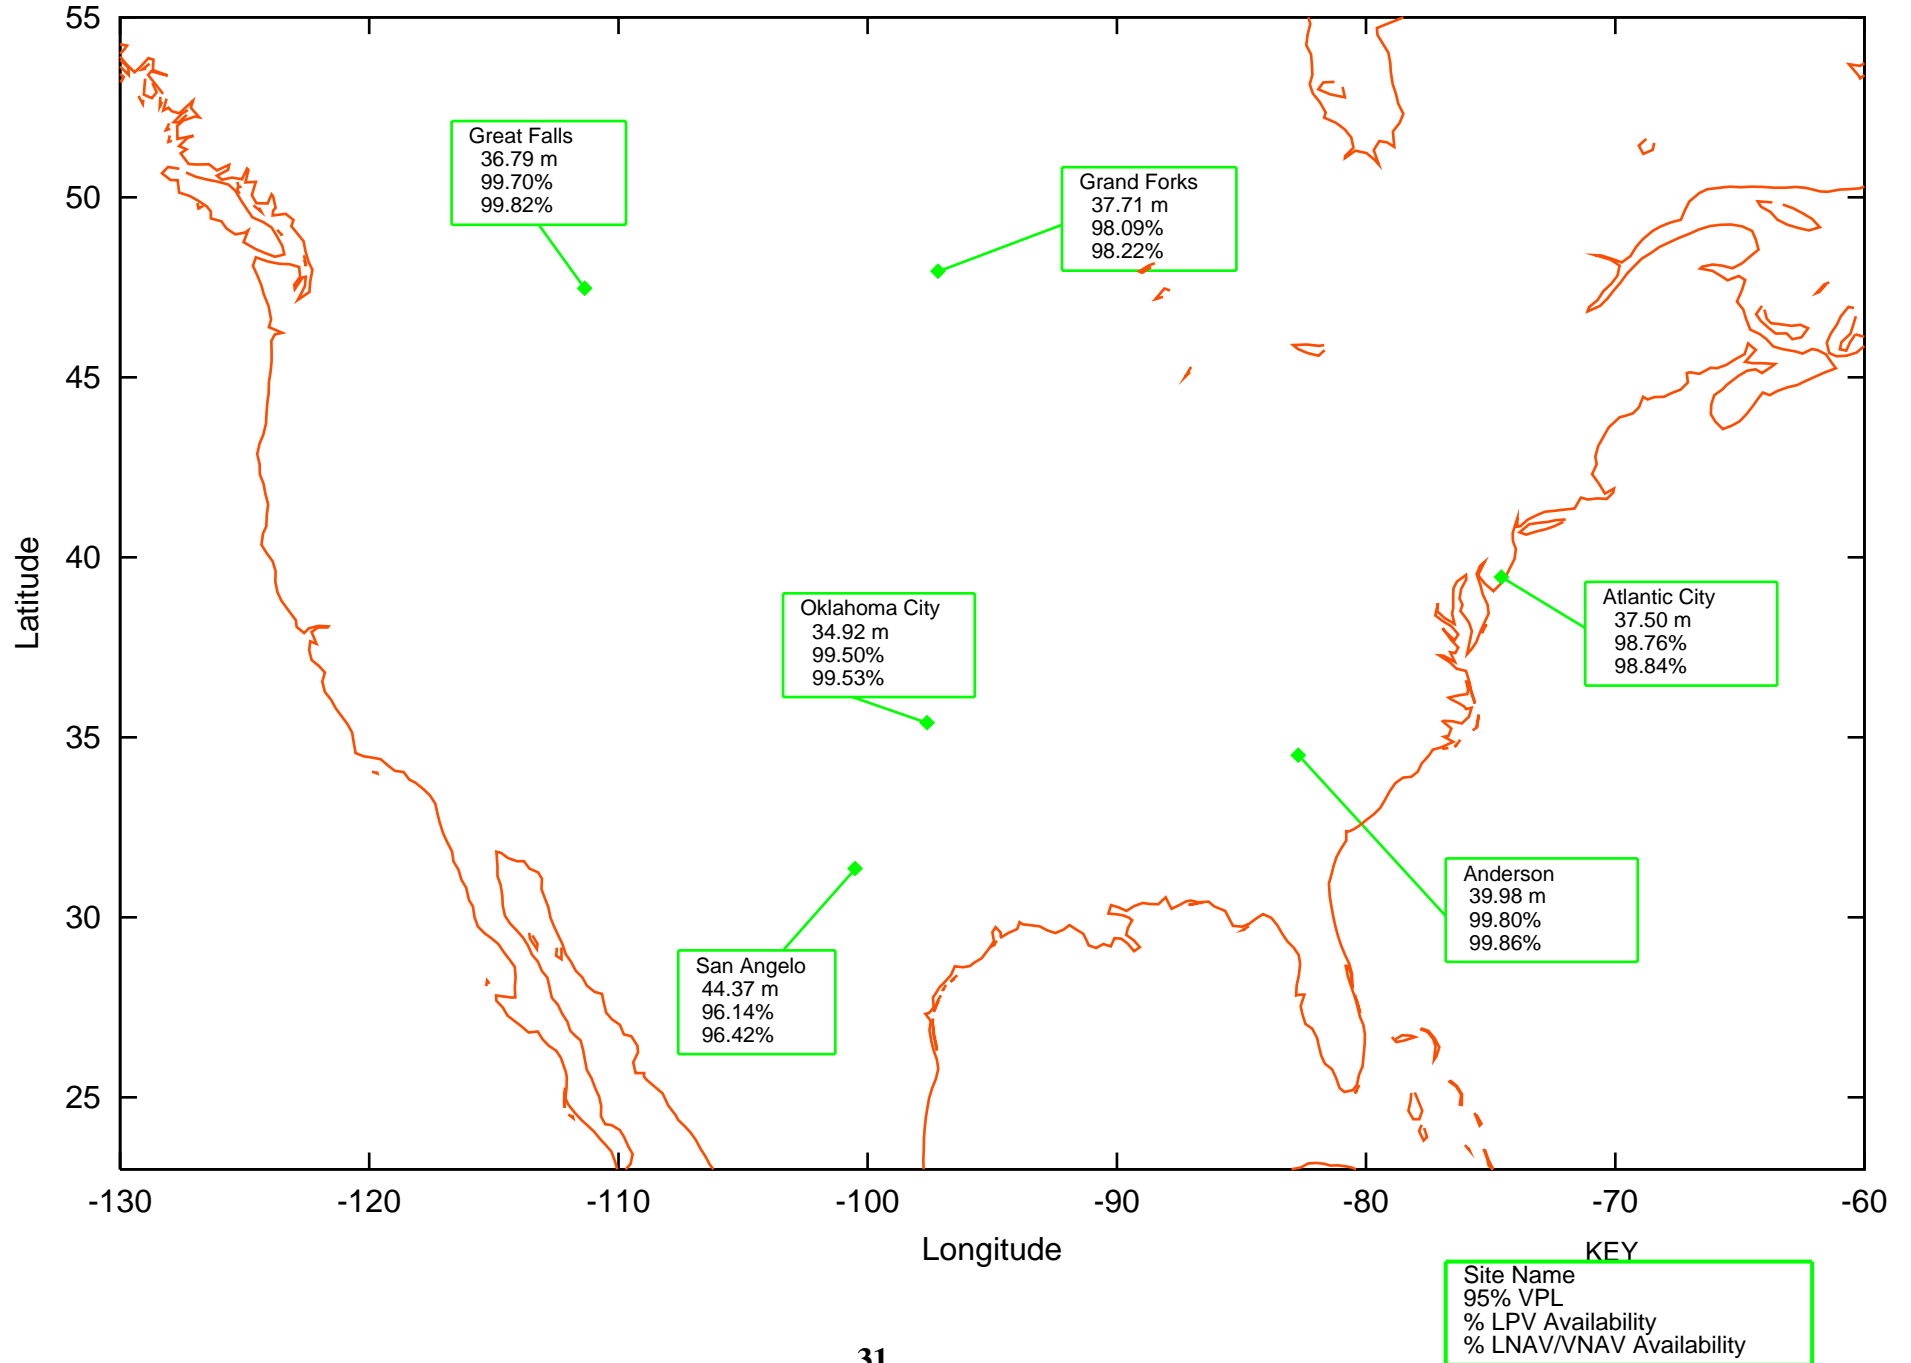 55
50
45
40
35
30
25
Latitude
Great Falls
36.79 m
99.70%
99.82%
Grand Forks
37.71 m
98.09%
98.22%
Oklahoma City
34.92 m
99.50%
99.53%
Atlantic City
37.50 m
98.76%
98.84%
Anderson
39.98 m
99.80%
99.86%
San Angelo
44.37 m
96.14%
96.42%
-130
-120
-110
-100
-90
-80
-70
-60
Longitude
KEY
Site Name
95% VPL
% LPV Availability
% LNAV/VNAV Availability
31